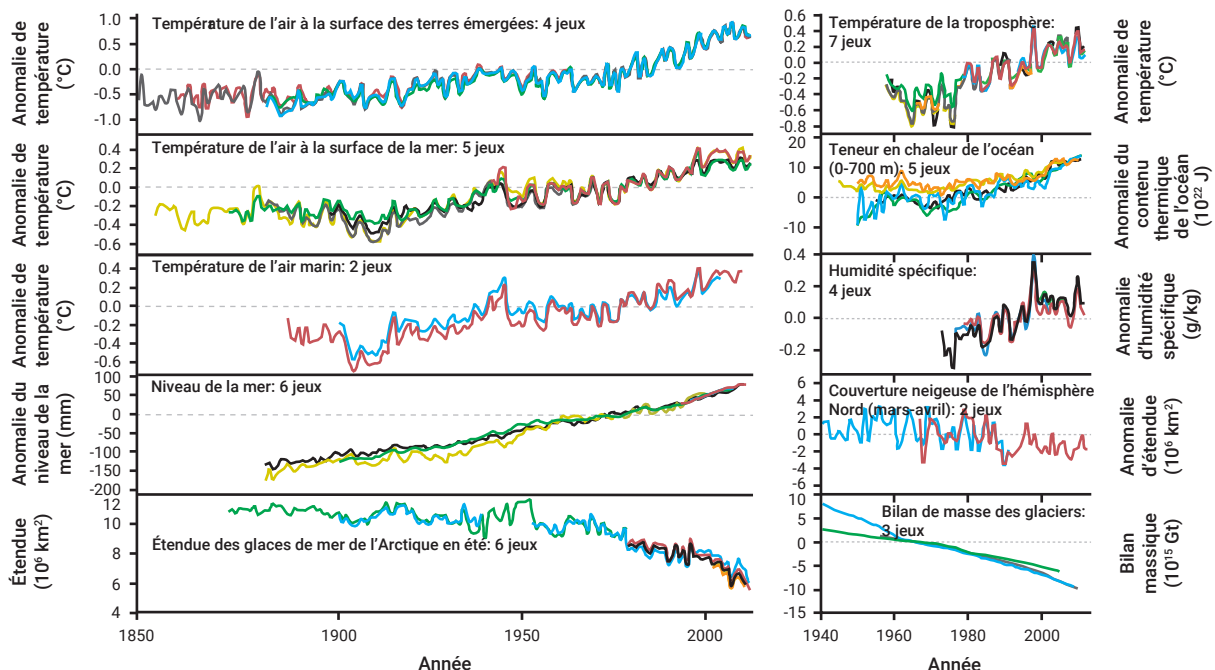 Anomalie de
température
(°C)
1.0
0.5
0.0
-0.5
-1.0
Température de l'air à la surface des terres émergées: 4 jeux
Anomalie de
température
(°C)
0.4
0.2
0.0
-0.2
-0.4
-0.6
Température de l'air à la surface de la mer: 5 jeux
Anomalie de
température
(°C)
0.4
0.2
0.0
-0.2
-0.4
-0.6
Température de l'air marin: 2 jeux
Anomalie du
niveau de la
mer (mm)
100
50
0
-50
-100
-150
-200
Niveau de la mer: 6 jeux
Étendue
(10⁶ km²)
12
10
8
6
4
Étendue des glaces de mer de l'Arctique en été: 6 jeux
1850
1900
1950
2000
Année
0.6
0.4
0.2
0.0
-0.2
-0.4
-0.6
-0.8
Température de la troposphère:
7 jeux
Anomalie de
température
(°C)
20
10
0
-10
Teneur en chaleur de l'océan
(0-700 m): 5 jeux
Anomalie du
contenu
thermique
de l'océan
(10²² J)
0.4
0.2
0.0
-0.2
Humidité spécifique:
4 jeux
Anomalie
d'humidité
spécifique
(g/kg)
6
4
2
0
-2
-4
-6
Couverture neigeuse de l'hémisphère
Nord (mars-avril): 2 jeux
Anomalie
d'étendue
(10⁶ km²)
10
5
0
-5
-10
-15
Bilan de masse des glaciers:
3 jeux
Bilan
massique
(10¹⁵ Gt)
1940
1960
1980
2000
Année